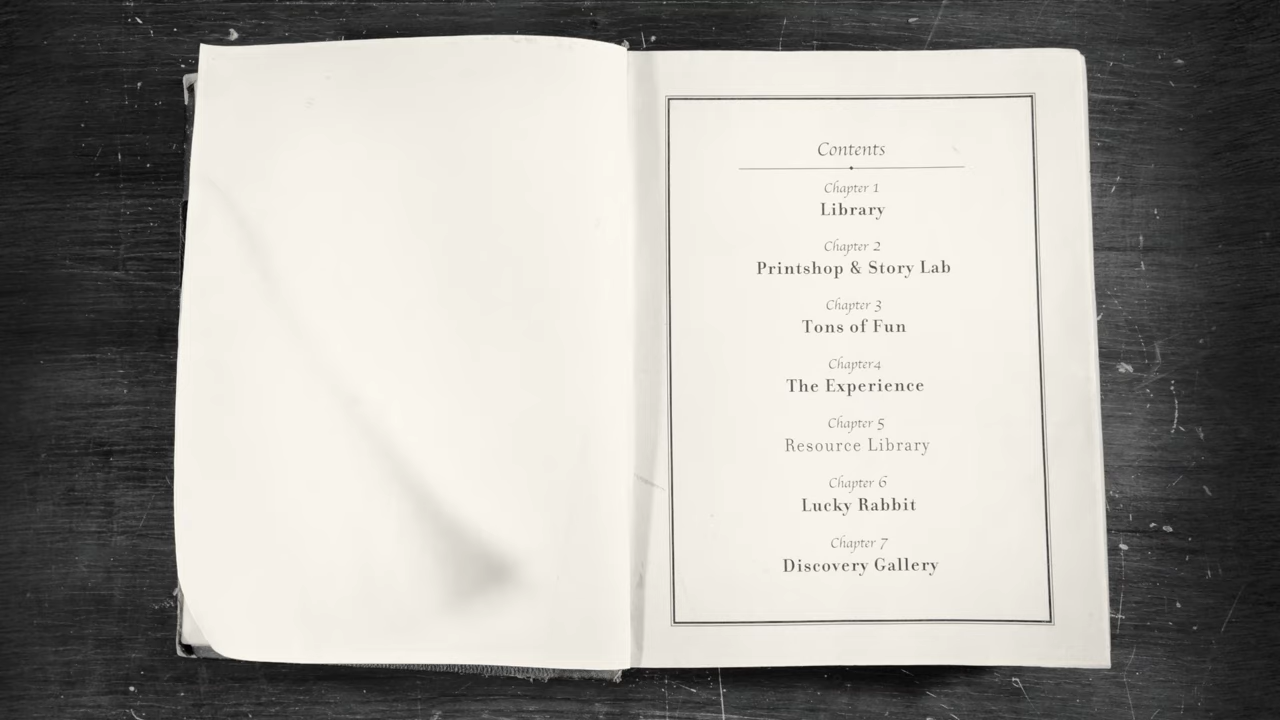 Contents
Chapter 1
Library
Chapter 2
Printshop & Story Lab
Chapter 3
Tons of Fun
Chapter4
The Experience
Chapter 5
Resource Library
Chapter 6
Lucky Rabbit
Chapter 7
Discovery Gallery